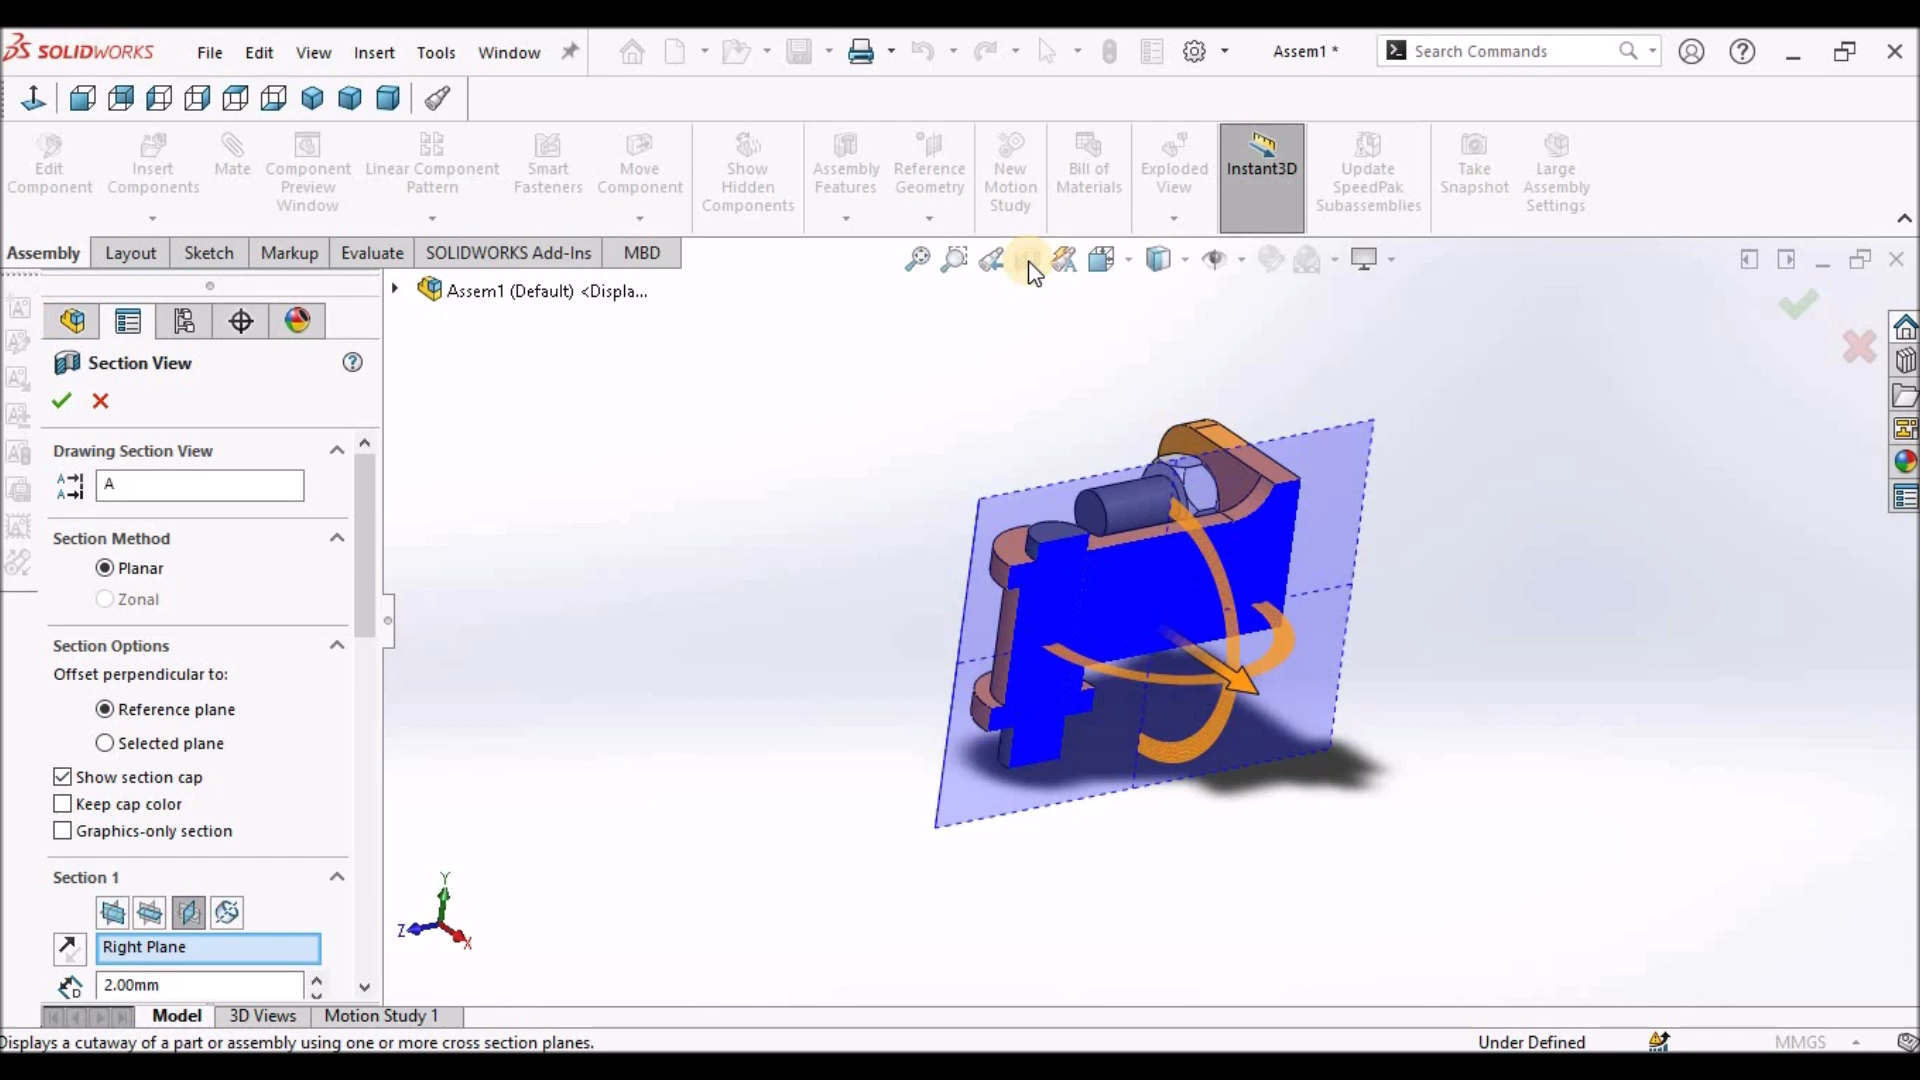 SOLIDWORKS File Edit View Insert Tools Window Assem1 * Search Commands
Edit Component
Insert Components
Mate
Component Preview Window
Linear Component Pattern
Smart Fasteners
Move Component
Show Hidden Components
Assembly Features
Reference Geometry
New Motion Study
Bill of Materials
Exploded View
Instant3D
Update SpeedPak Subassemblies
Take Snapshot
Large Assembly Settings
Assembly Layout Sketch Markup Evaluate SOLIDWORKS Add-Ins MBD
Assem1 (Default) <Displa...
Section View
Drawing Section View
A
Section Method
Planar
Zonal
Section Options
Offset perpendicular to:
Reference plane
Selected plane
Show section cap
Keep cap color
Graphics-only section
Section 1
Right Plane
2.00mm
Y
Z
X
Model 3D Views Motion Study 1
Displays a cutaway of a part or assembly using one or more cross section planes. Under Defined MMGS